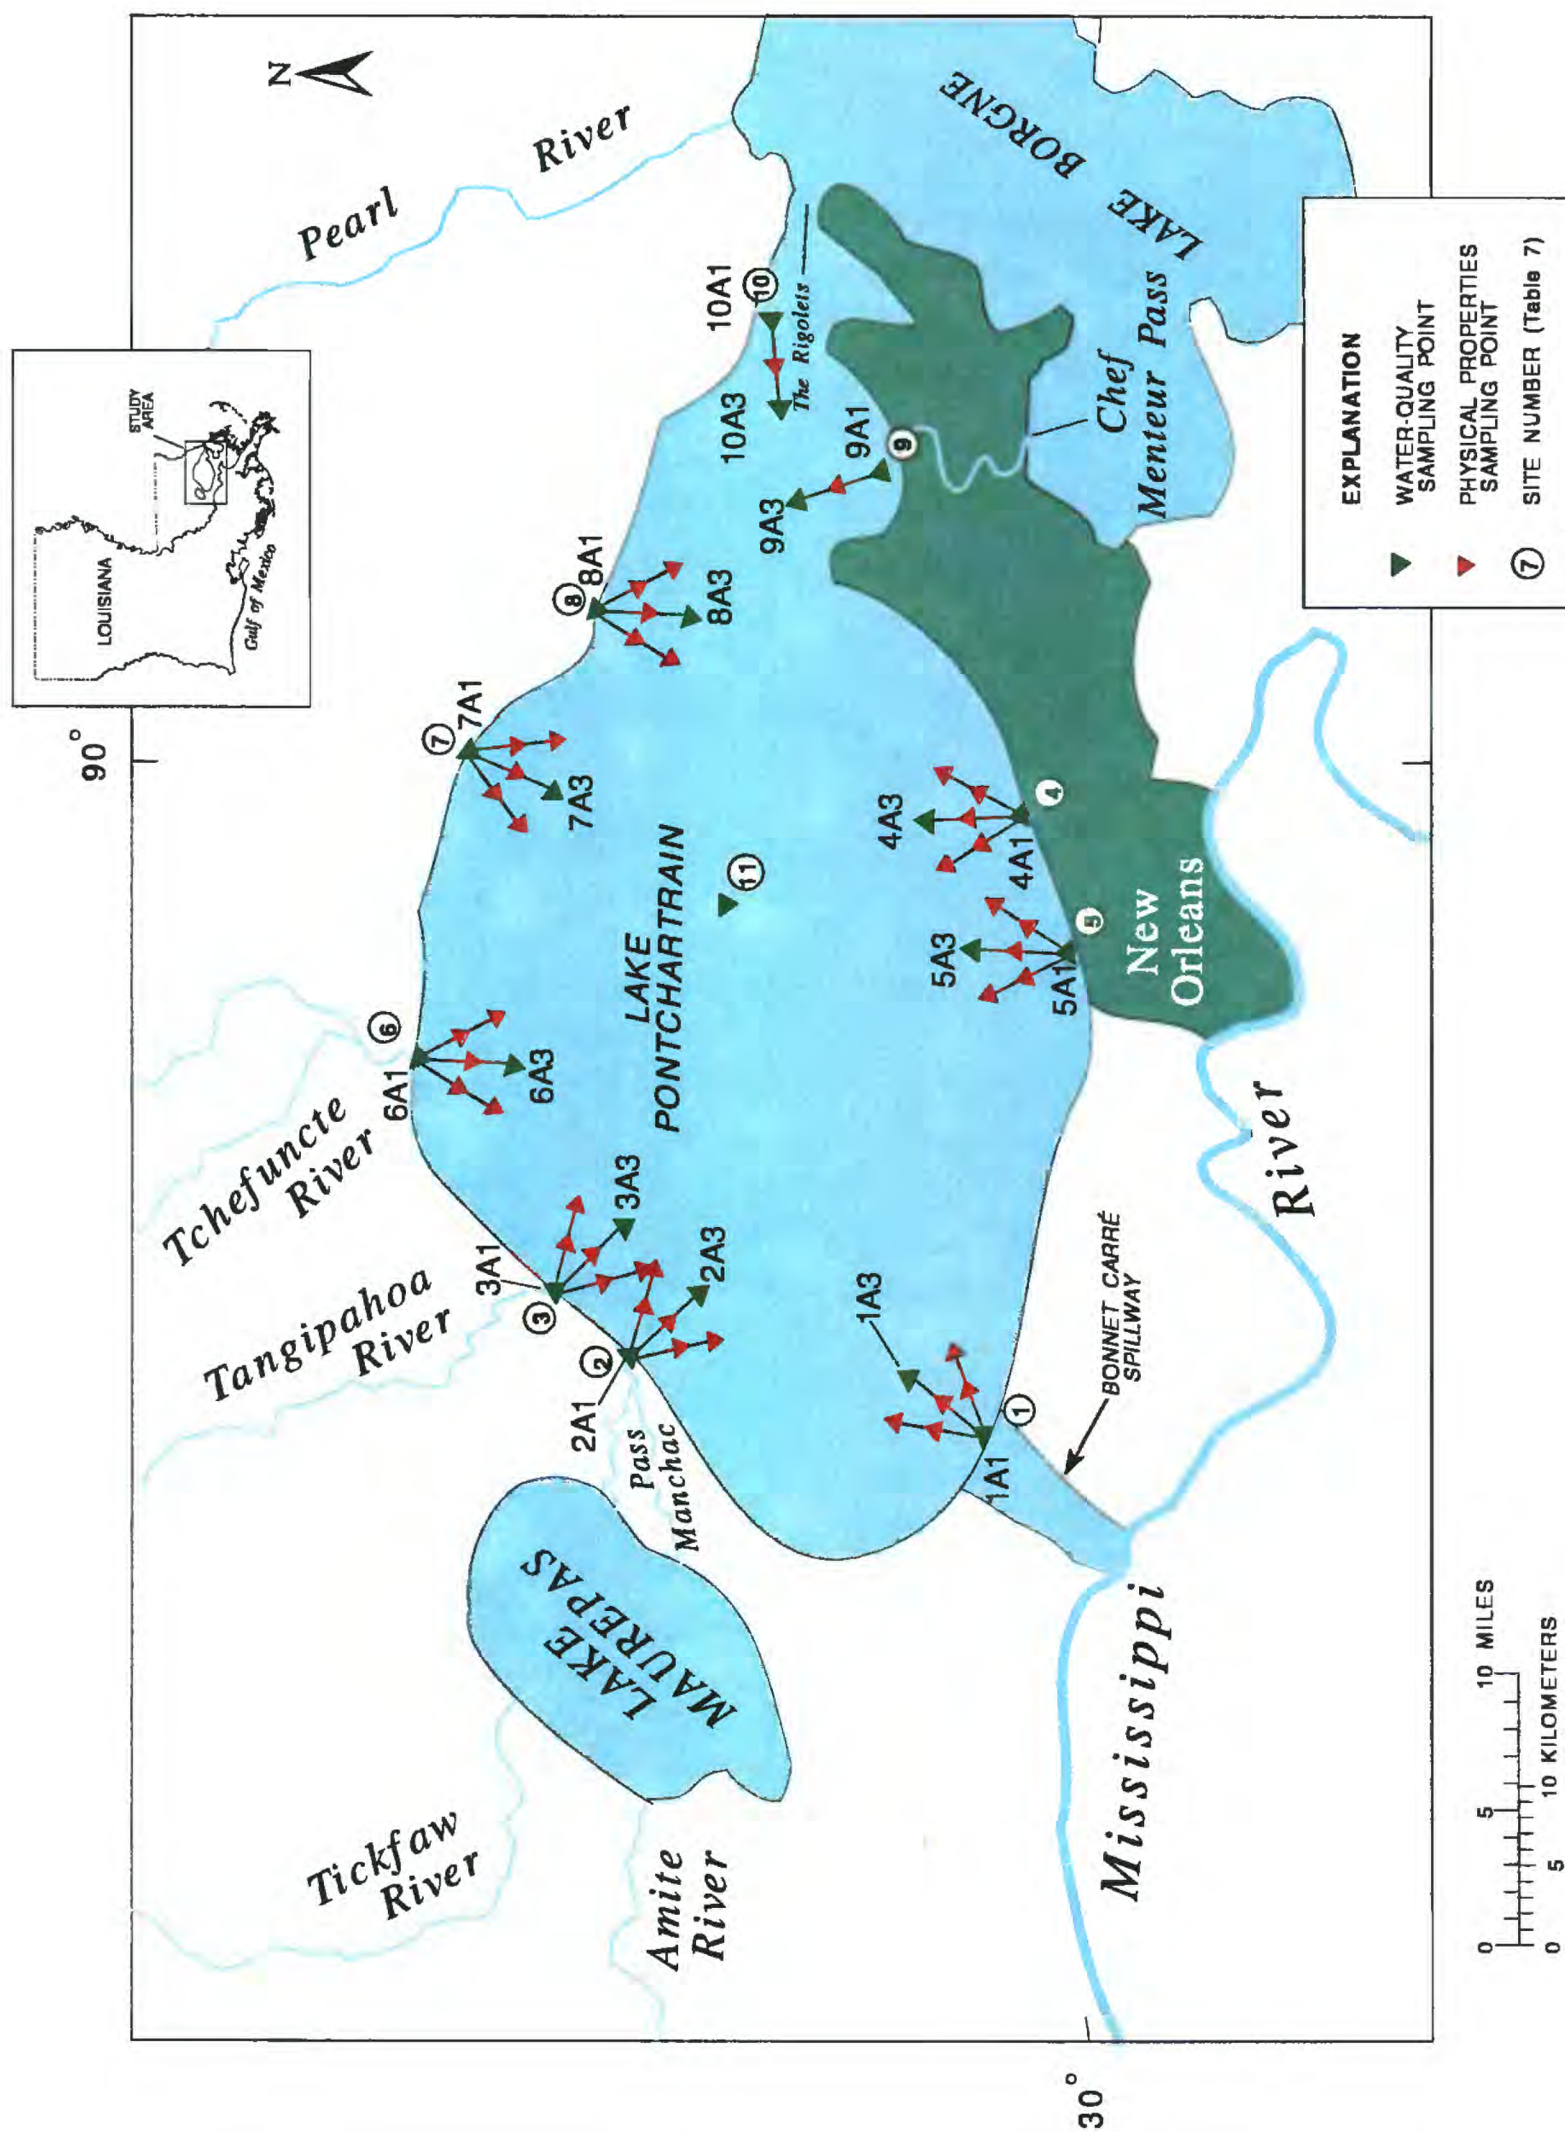 90°
30°
N
LOUISIANA
STUDY
AREA
Gulf of Mexico
Pearl River
Tchefuncte
River
Tangipahoa
River
Tickfaw
River
Amite
River
LAKE
MAUREPAS
Pass
Manchac
LAKE
PONTCHARTRAIN
LAKE BORGNE
The Rigolets
Chef
Menteur Pass
New
Orleans
Mississippi River
BONNET CARRÉ
SPILLWAY
1A1
1A3
1
2A1
2A3
2
3A1
3A3
3
4A1
4A3
4
5A1
5A3
5
6A1
6A3
6
7A1
7A3
7
8A1
8A3
8
9A1
9A3
9
10A1
10A3
10
11
EXPLANATION
WATER-QUALITY
SAMPLING POINT
PHYSICAL PROPERTIES
SAMPLING POINT
7 SITE NUMBER (Table 7)
0 5 10 MILES
0 5 10 KILOMETERS